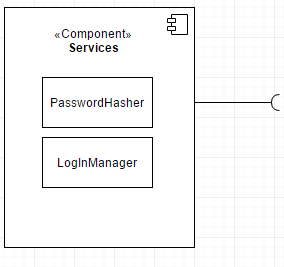 «Component»
Services
PasswordHasher
LogInManager